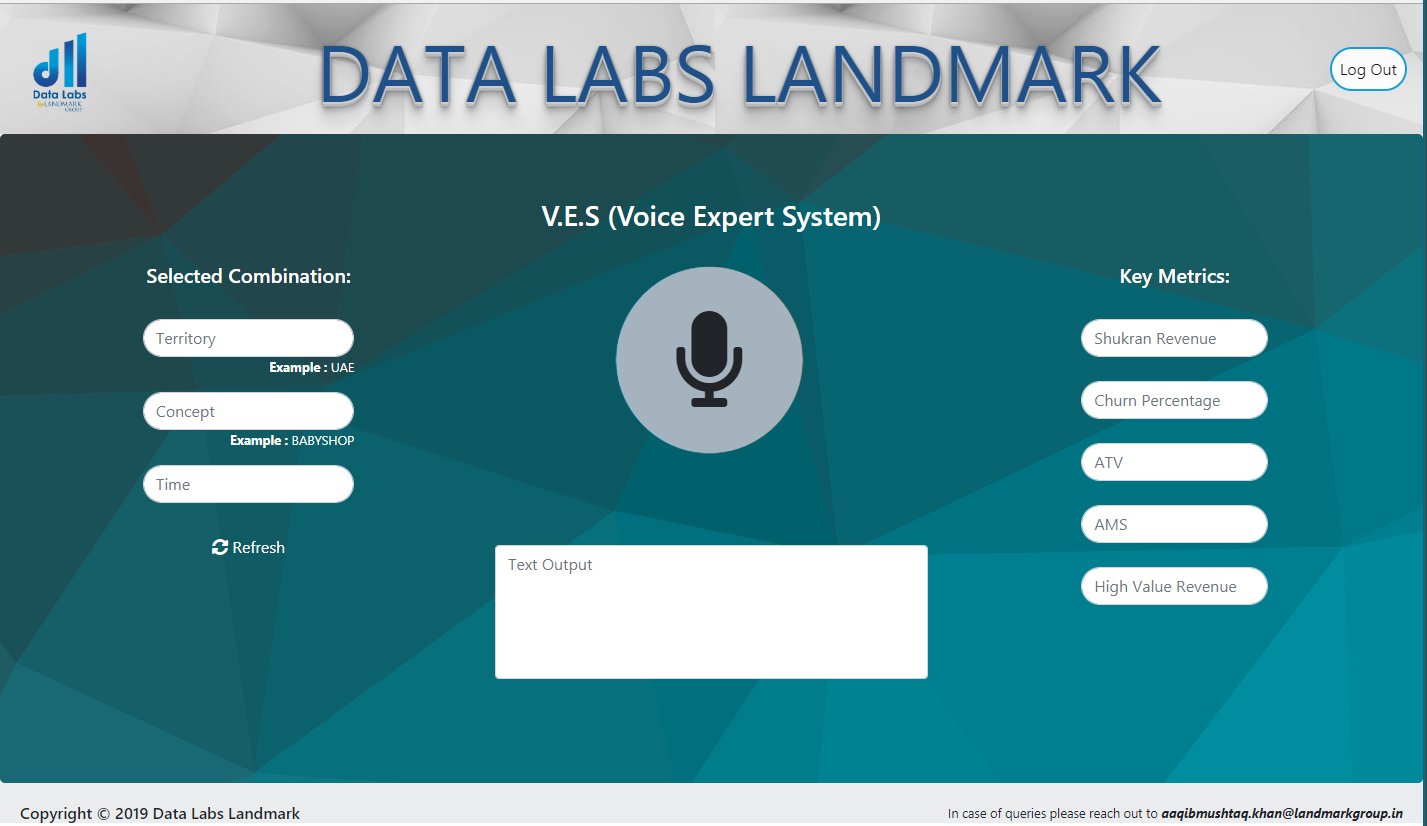 Data Labs
by LANDMARK
GROUP
DATA LABS LANDMARK
Log Out
V.E.S (Voice Expert System)
Selected Combination:
Territory
Example : UAE
Concept
Example : BABYSHOP
Time
Refresh
Text Output
Key Metrics:
Shukran Revenue
Churn Percentage
ATV
AMS
High Value Revenue
Copyright © 2019 Data Labs Landmark
In case of queries please reach out to aaqibmushtaq.khan@landmarkgroup.in